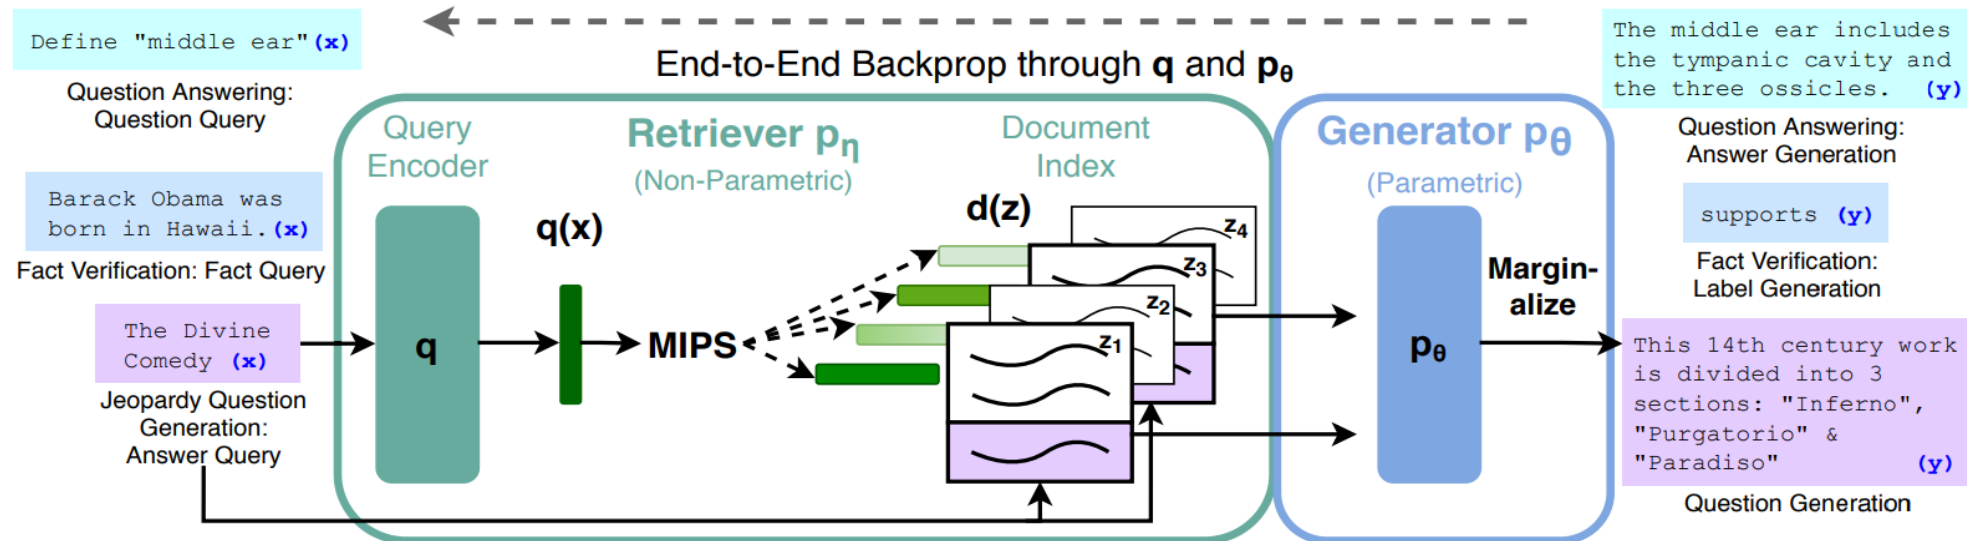 Define "middle ear" (x)
Question Answering:
Question Query
Barack Obama was
born in Hawaii. (x)
Fact Verification: Fact Query
The Divine
Comedy (x)
Jeopardy Question
Generation:
Answer Query
End-to-End Backprop through q and pθ
Query
Encoder
Retriever pη
(Non-Parametric)
Document
Index
q(x)
q
MIPS
d(z)
z4
z3
z2
z1
Generator pθ
(Parametric)
pθ
Margin-
alize
The middle ear includes
the tympanic cavity and
the three ossicles. (y)
Question Answering:
Answer Generation
supports (y)
Fact Verification:
Label Generation
This 14th century work
is divided into 3
sections: "Inferno",
"Purgatorio" &
"Paradiso" (y)
Question Generation